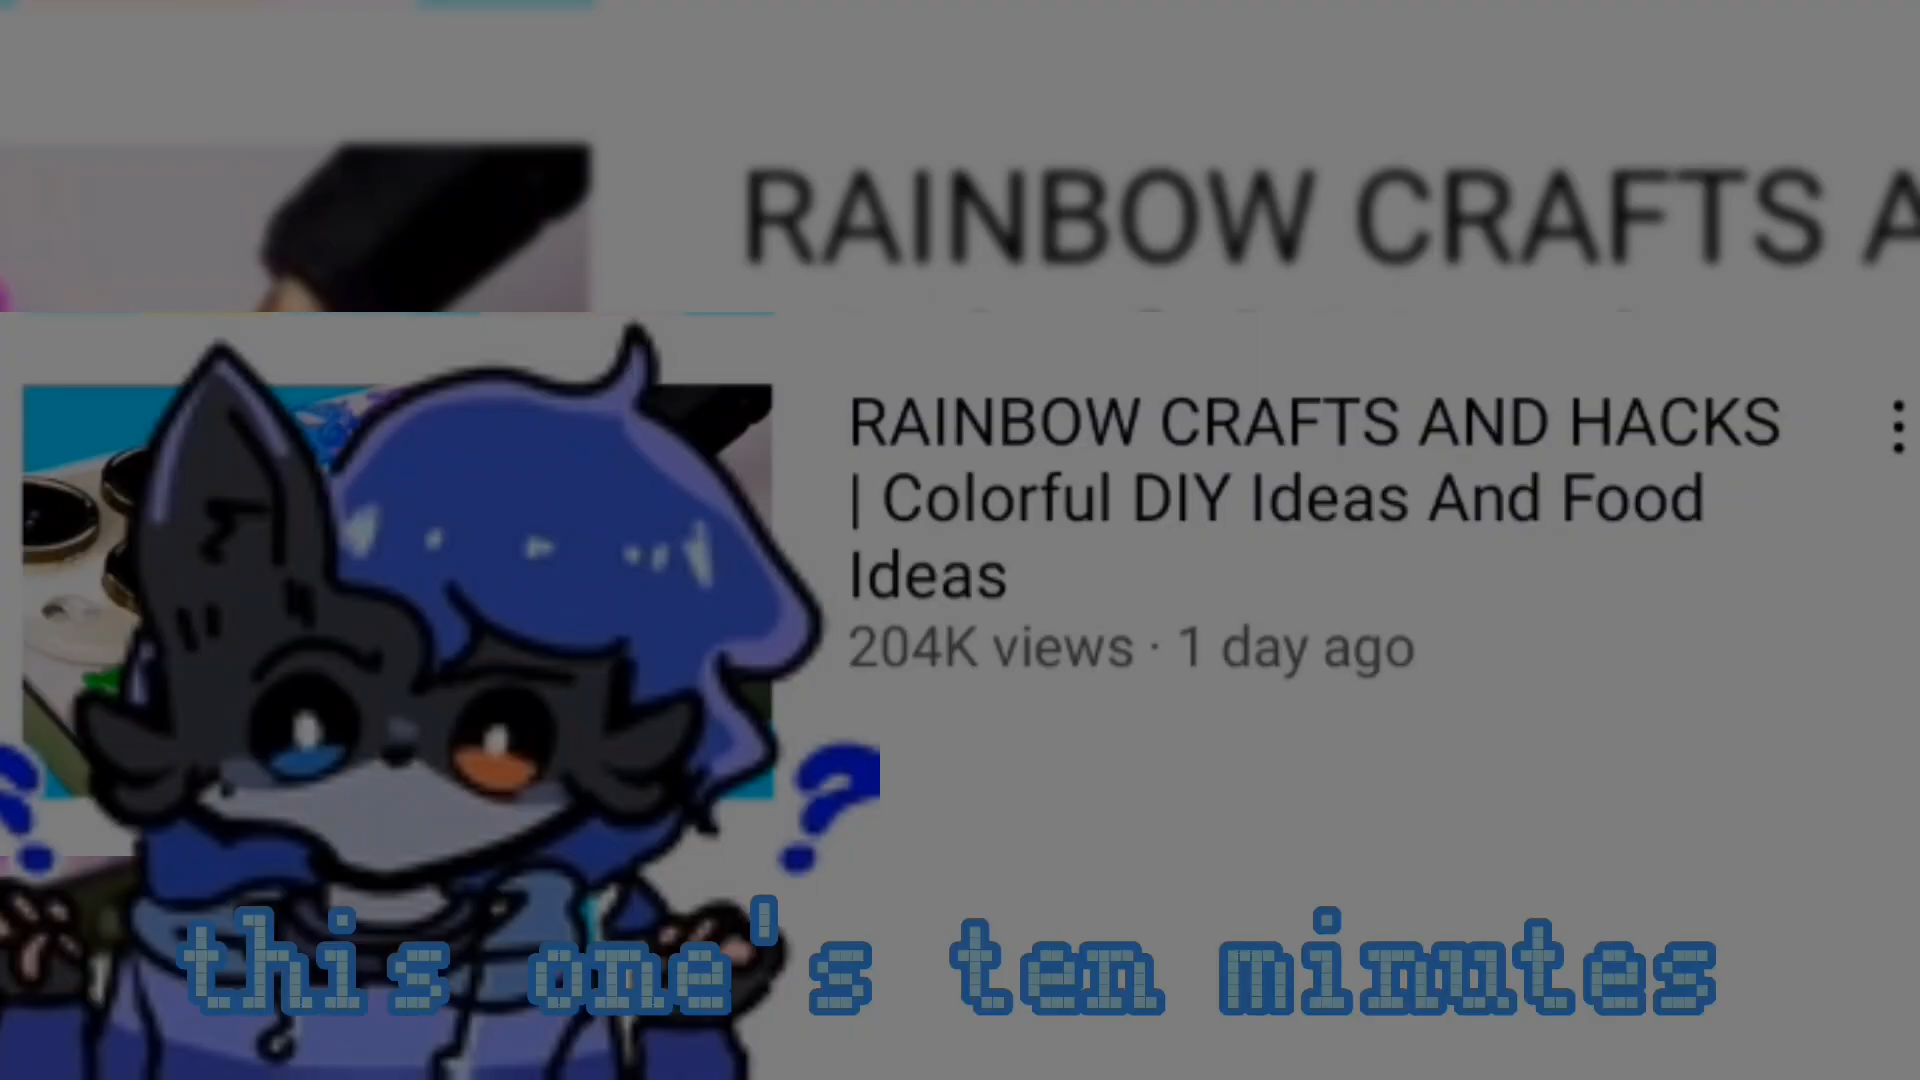 RAINBOW CRAFTS A
RAINBOW CRAFTS AND HACKS
| Colorful DIY Ideas And Food
Ideas
204K views · 1 day ago
? ?
this one's ten minutes